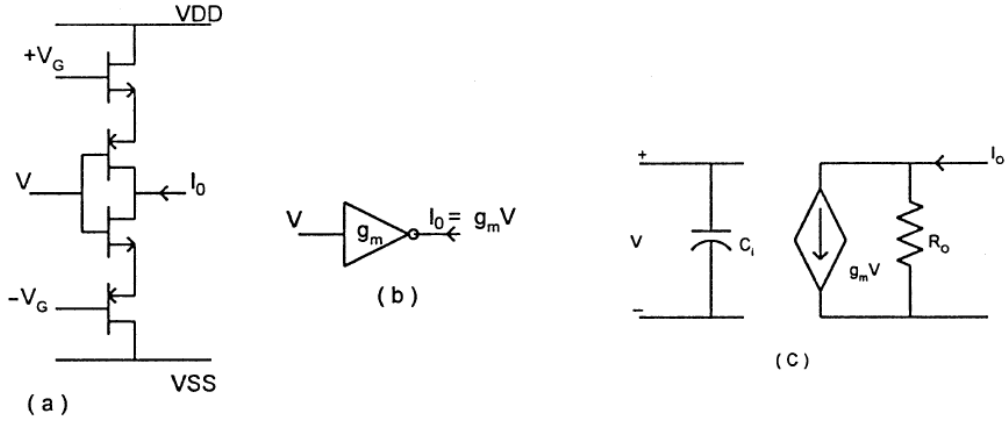 VDD
+V_G
V
I_0
-V_G
VSS
( a )
V
g_m
I_0 = g_mV
( b )
+
V
-
C_i
g_mV
R_o
I_o
( C )